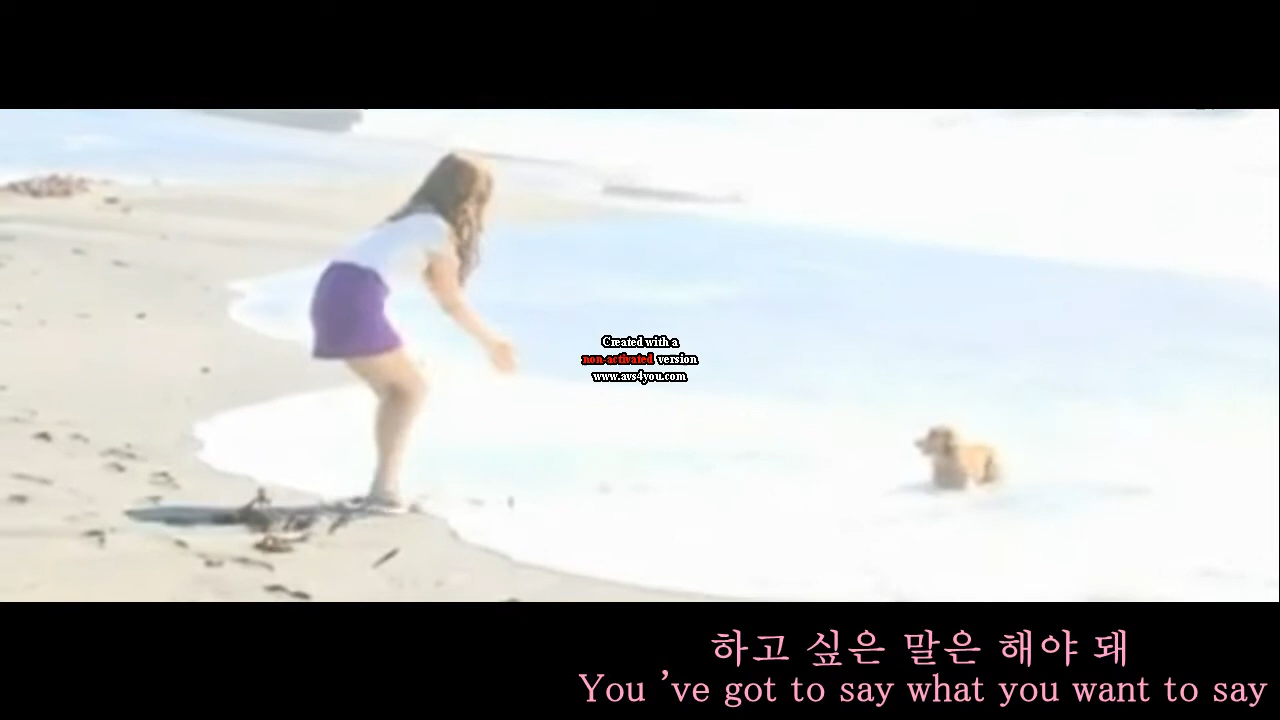 Created with a
non-activated version
www.avs4you.com
하고 싶은 말은 해야 돼
You 've got to say what you want to say